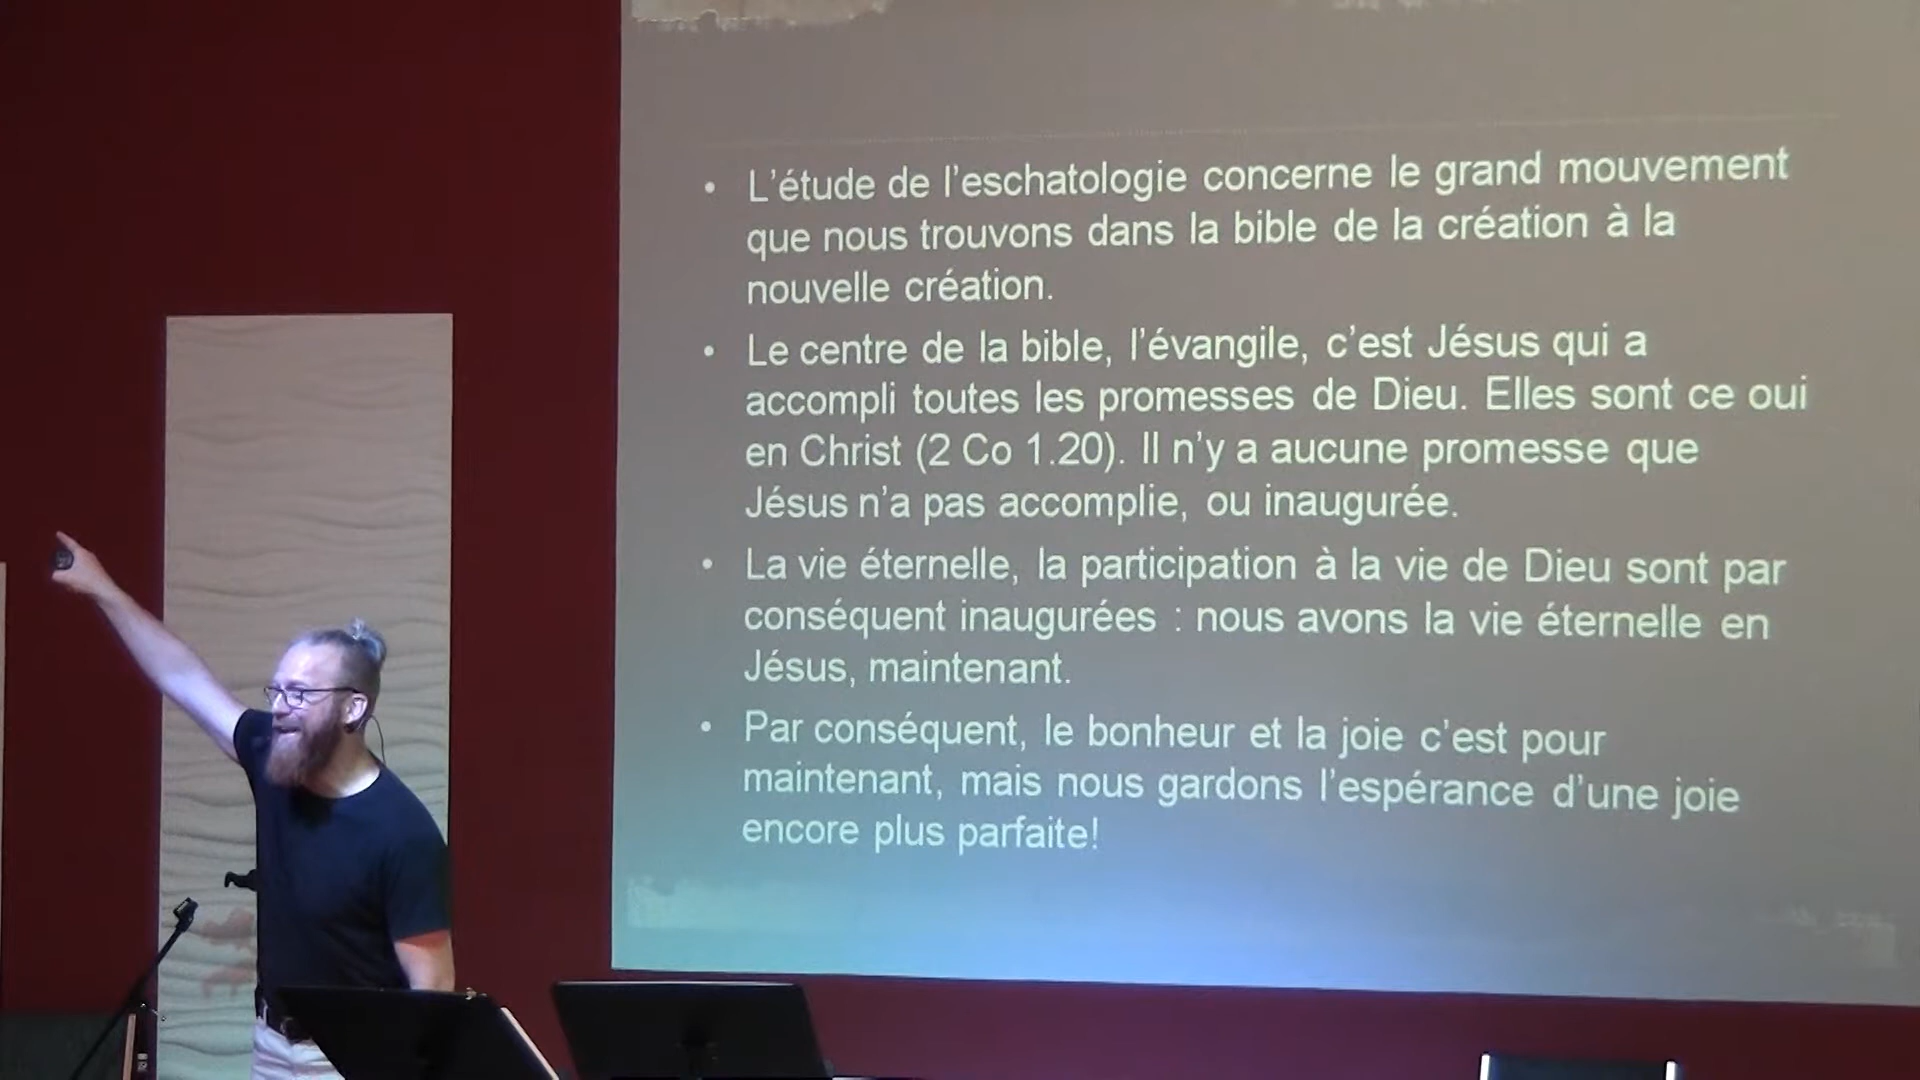 • L'étude de l'eschatologie concerne le grand mouvement
que nous trouvons dans la bible de la création à la
nouvelle création.
• Le centre de la bible, l'évangile, c'est Jésus qui a
accompli toutes les promesses de Dieu. Elles sont ce oui
en Christ (2 Co 1.20). Il n'y a aucune promesse que
Jésus n'a pas accomplie, ou inaugurée.
• La vie éternelle, la participation à la vie de Dieu sont par
conséquent inaugurées : nous avons la vie éternelle en
Jésus, maintenant.
• Par conséquent, le bonheur et la joie c'est pour
maintenant, mais nous gardons l'espérance d'une joie
encore plus parfaite!